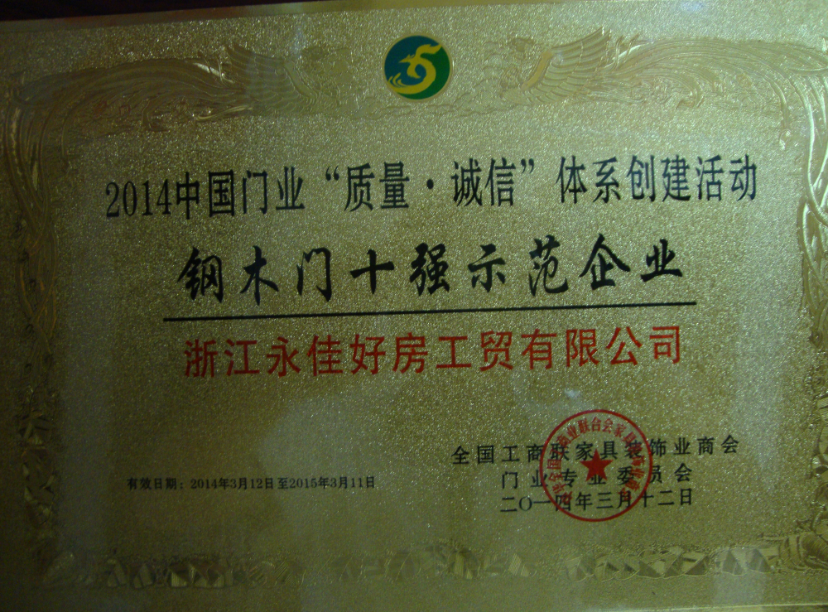 2014中国门业“质量·诚信”体系创建活动
钢木门十强示范企业
浙江永佳好房工贸有限公司
全国工商联家具装饰业商会
门业专业委员会
二〇一四年三月十二日
有效日期：2014年3月12日至2015年3月11日